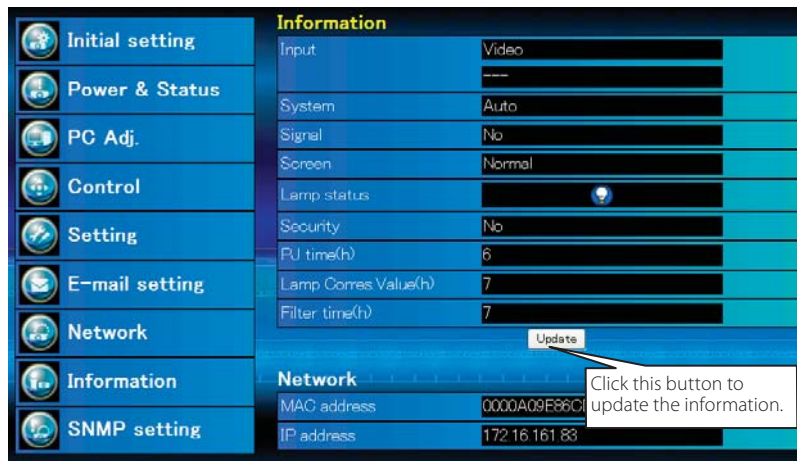 Initial setting
Power & Status
PC Adj.
Control
Setting
E-mail setting
Network
Information
SNMP setting
Information
Input Video
---
System Auto
Signal No
Screen Normal
Lamp status
Security No
PJ time(h) 6
Lamp Corres.Value(h) 7
Filter time(h) 7
Update
Click this button to
update the information.
Network
MAC address
IP address 172.16.161.83